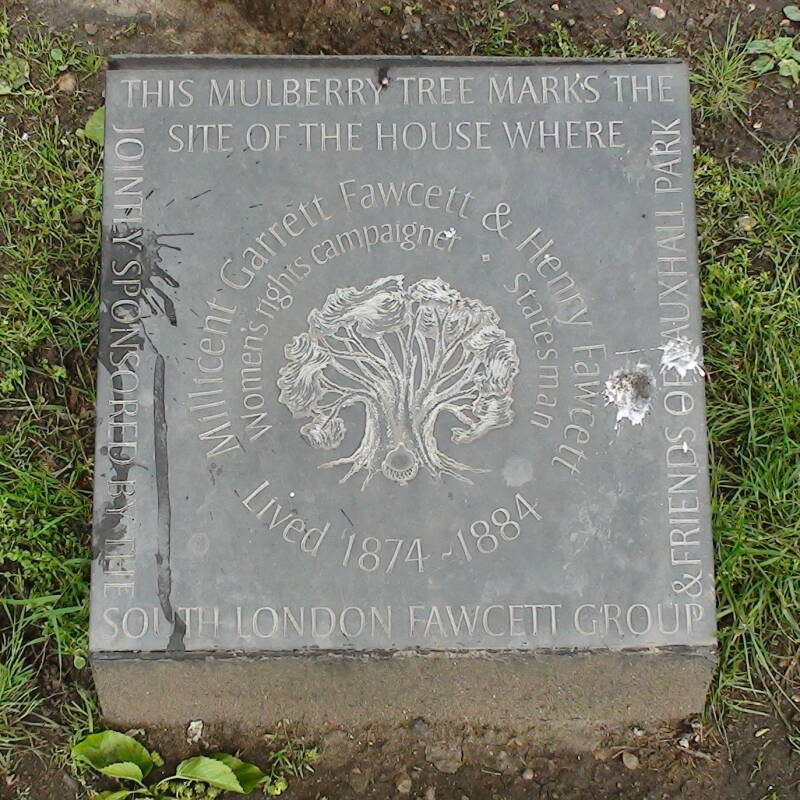 THIS MULBERRY TREE MARKS THE
SITE OF THE HOUSE WHERE
Millicent Garrett Fawcett & Henry Fawcett
Women's rights campaigner
Statesman
Lived 1874 - 1884
JOINTLY SPONSORED BY THE
SOUTH LONDON FAWCETT GROUP
& FRIENDS OF VAUXHALL PARK